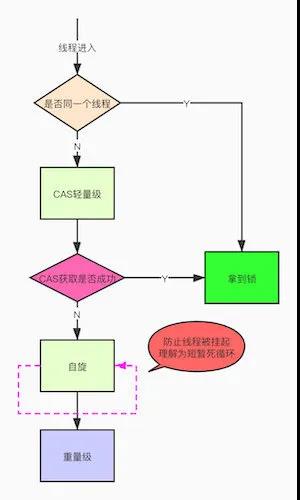 线程进入
是否同一个线程
Y
N
CAS轻量级
CAS获取是否成功
Y
拿到锁
N
防止线程被挂起
理解为短暂死循环
自旋
重量级